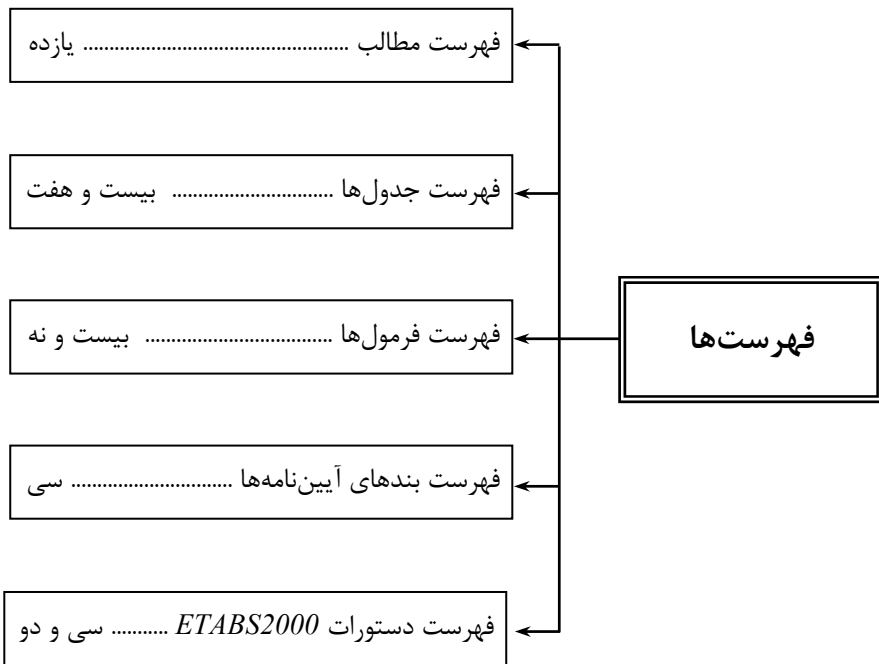 فهرست‌ها
فهرست مطالب .................................................... یازده
فهرست جدول‌ها ................................ بیست و هفت
فهرست فرمول‌ها ..................................... بیست و نه
فهرست بندهای آیین‌نامه‌ها ................................ سی
فهرست دستورات ETABS2000 ........... سی و دو